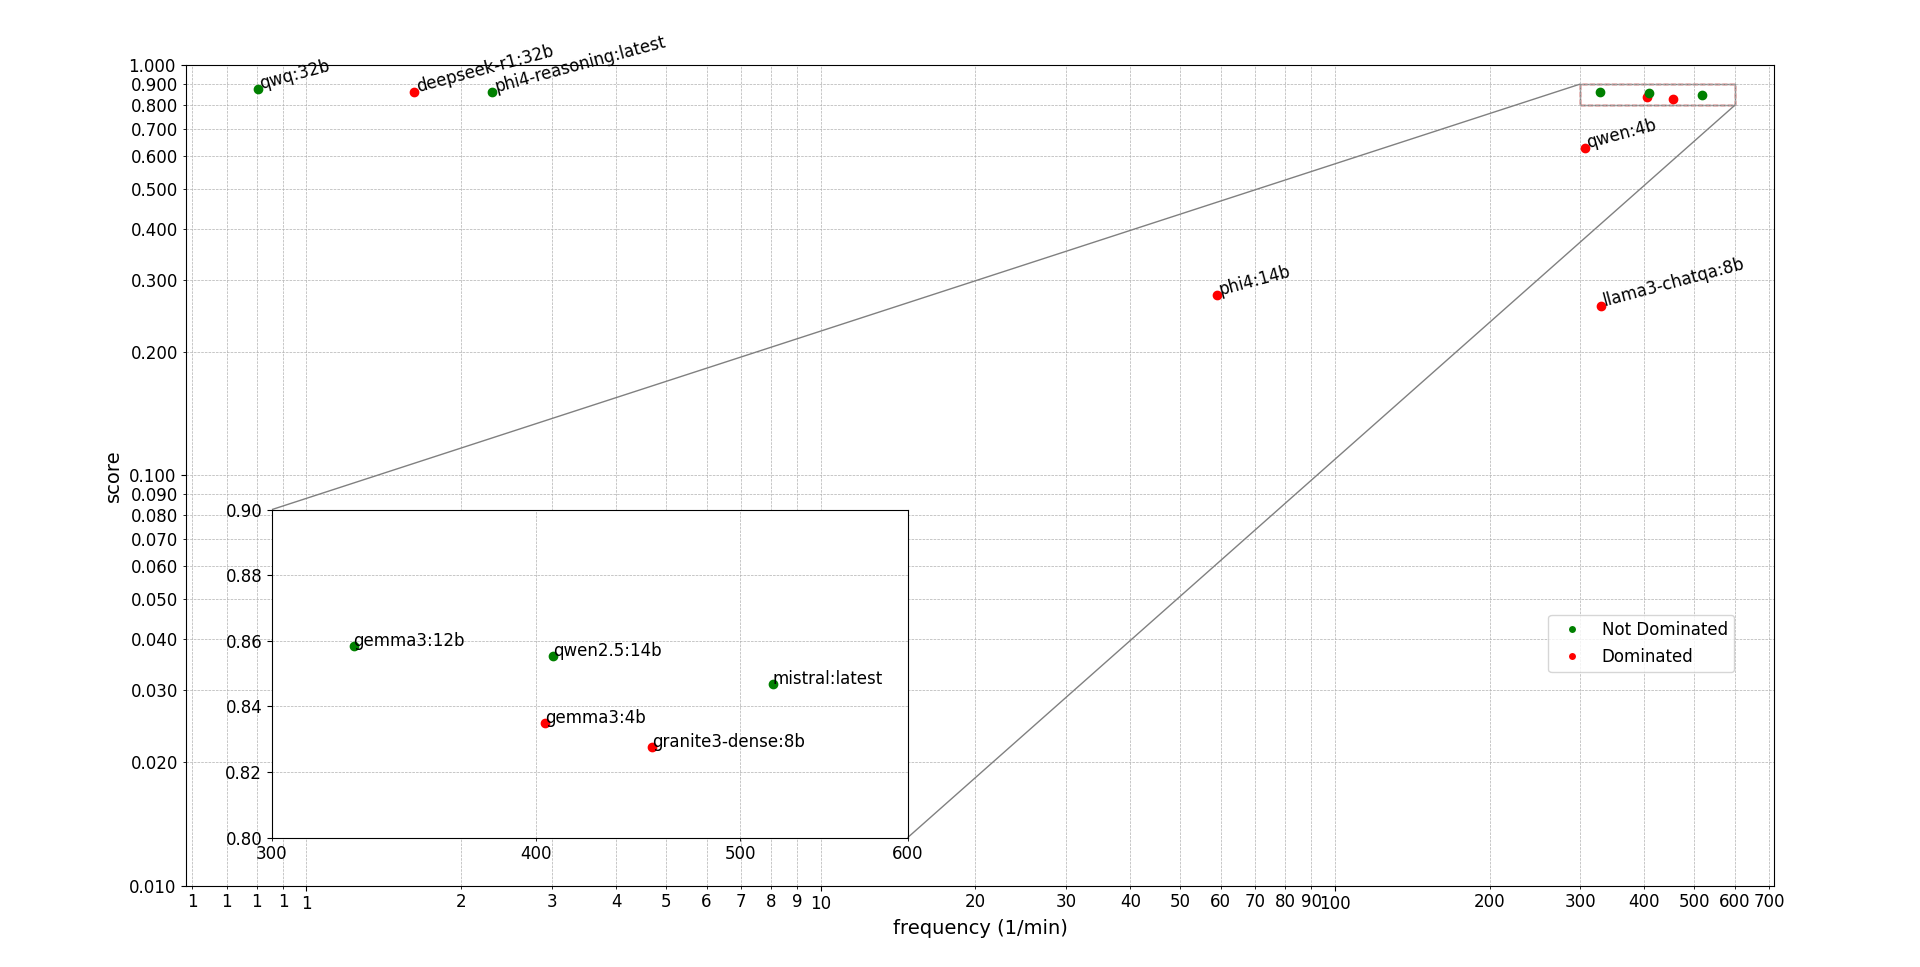 qwq:32b
deepseek-r1:32b
phi4-reasoning:latest
qwen:4b
phi4:14b
llama3-chatqa:8b
1.000
0.900
0.800
0.700
0.600
0.500
0.400
0.300
0.200
0.100
0.090
0.080
0.070
0.060
0.050
0.040
0.030
0.020
0.010
score
0.90
0.88
0.86
0.84
0.82
0.80
gemma3:12b
qwen2.5:14b
mistral:latest
gemma3:4b
granite3-dense:8b
300 400 500 600
Not Dominated
Dominated
1 1 1 1 1 2 3 4 5 6 7 8 9 10 20 30 40 50 60 70 80 90 100 200 300 400 500 600 700
frequency (1/min)